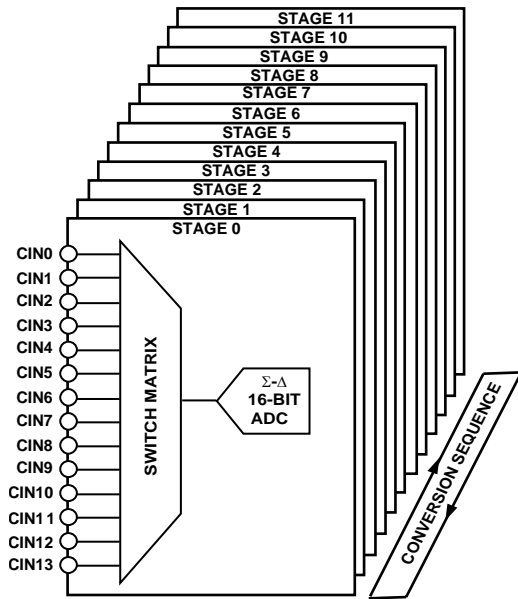 STAGE 11
STAGE 10
STAGE 9
STAGE 8
STAGE 7
STAGE 6
STAGE 5
STAGE 4
STAGE 3
STAGE 2
STAGE 1
STAGE 0
CIN0
CIN1
CIN2
CIN3
CIN4
CIN5
CIN6
CIN7
CIN8
CIN9
CIN10
CIN11
CIN12
CIN13
SWITCH MATRIX
Σ-Δ
16-BIT
ADC
CONVERSION SEQUENCE